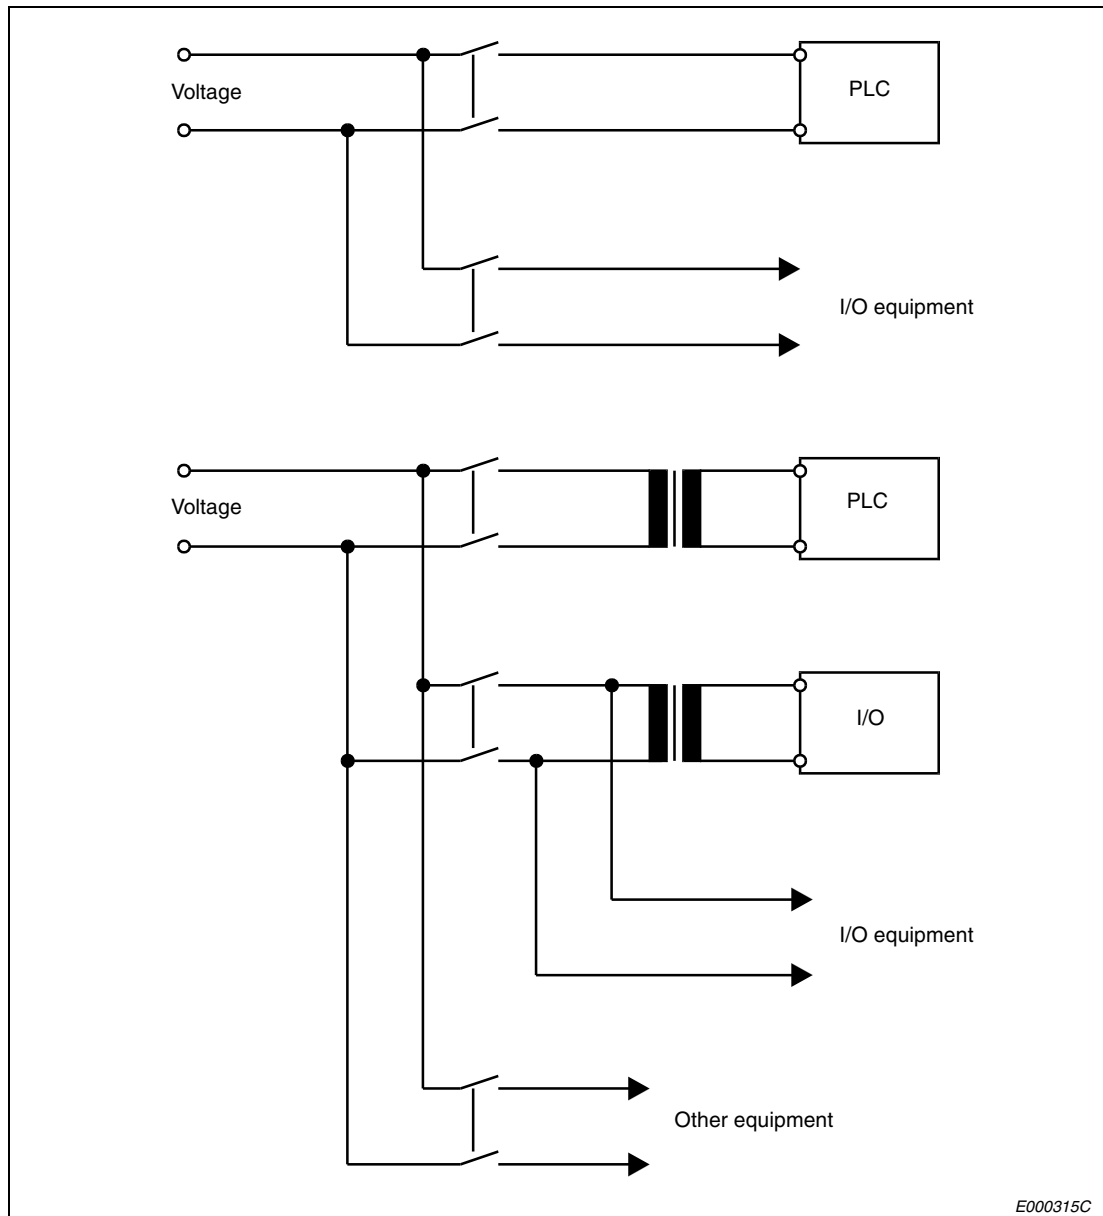 Voltage
PLC
I/O equipment
Voltage
PLC
I/O
I/O equipment
Other equipment
E000315C